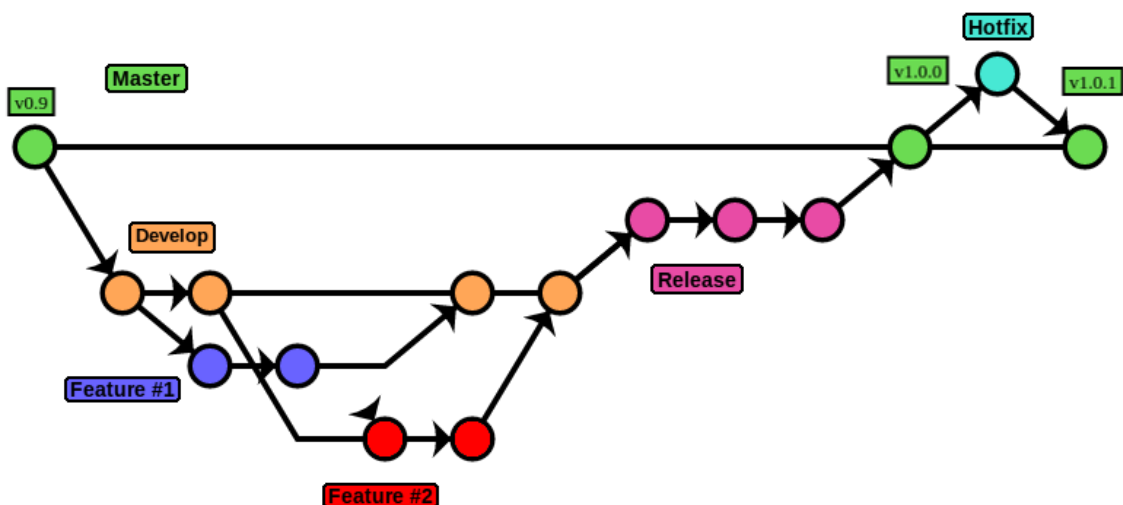 Hotfix
Master
v1.0.0
v1.0.1
v0.9
Develop
Release
Feature #1
Feature #2